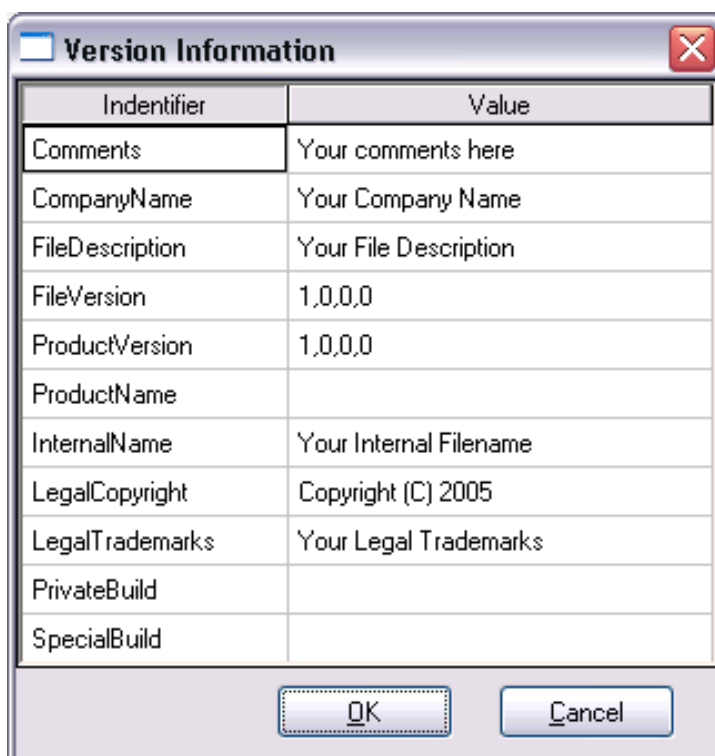 Version Information
Indentifier Value
Comments Your comments here
CompanyName Your Company Name
FileDescription Your File Description
FileVersion 1,0,0,0
ProductVersion 1,0,0,0
ProductName
InternalName Your Internal Filename
LegalCopyright Copyright (C) 2005
LegalTrademarks Your Legal Trademarks
PrivateBuild
SpecialBuild
OK Cancel